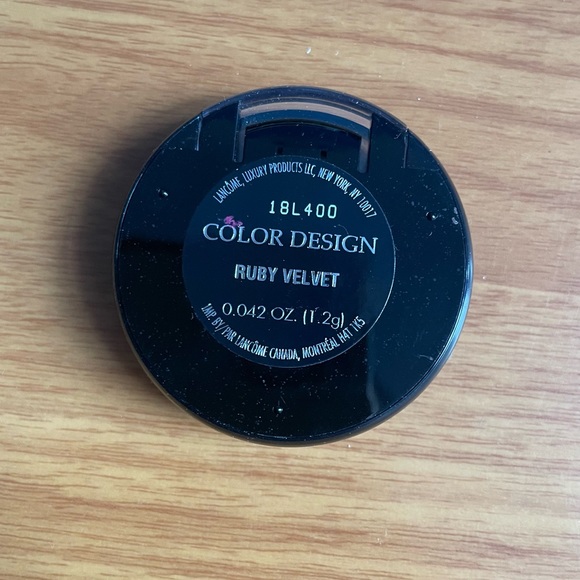 LANCÔME, LUXURY PRODUCTS LLC, NEW YORK, NY 10017
18L400
COLOR DESIGN
RUBY VELVET
0.042 OZ. (1.2g)
IMP. BY/PAR LANCÔME CANADA, MONTRÉAL H4T 1K5